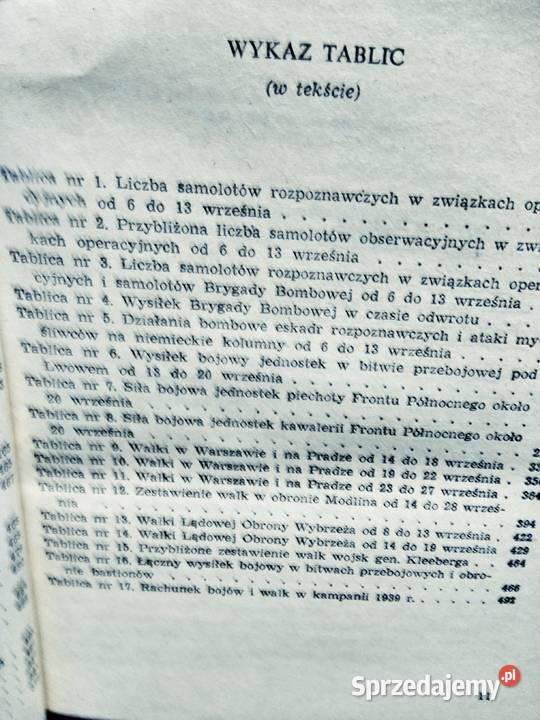 WYKAZ TABLIC
(w tekście)
Tablica nr 1. Liczba samolotów rozpoznawczych w związkach op
cyjnych od 6 do 13 września
Tablica nr 2. Przybliżona liczba samolotów obserwacyjnych w zwi
kach operacyjnych od 6 do 13 września
Tablica nr 3. Liczba samolotów rozpoznawczych w związkach oper
cyjnych i samolotów Brygady Bombowej od 6 do 13 września
Tablica nr 4. Wysiłek Brygady Bombowej w czasie odwrotu
Tablica nr 5. Działania bombowe eskadr rozpoznawczych i ataki my
śliwców na niemieckie kolumny od 6 do 13 września
Tablica nr 6. Wysiłek bojowy jednostek w bitwie przebojowej pod
Lwowem od 13 do 20 września
Tablica nr 7. Siła bojowa jednostek piechoty Frontu Północnego około
20 września
Tablica nr 8. Siła bojowa jednostek kawalerii Frontu Północnego około
20 września
Tablica nr 9. Walki w Warszawie i na Pradze od 14 do 18 września
Tablica nr 10. Walki w Warszawie i na Pradze od 19 do 22 września
Tablica nr 11. Walki w Warszawie i na Pradze od 23 do 27 września
Tablica nr 12. Zestawienie walk w obronie Modlina od 14 do 28 wrześ-
nia 394
Tablica nr 13. Walki Lądowej Obrony Wybrzeża od 8 do 13 września 422
Tablica nr 14. Walki Lądowej Obrony Wybrzeża od 14 do 19 września 429
Tablica nr 15. Przybliżone zestawienie walk wojsk gen. Kleeberga 464
Tablica nr 16. Łączny wysiłek bojowy w bitwach przebojowych i obro-
nie bastionów 466
Tablica nr 17. Rachunek bojów i walk w kampanii 1939 r. 492
11
Sprzedajemy.pl